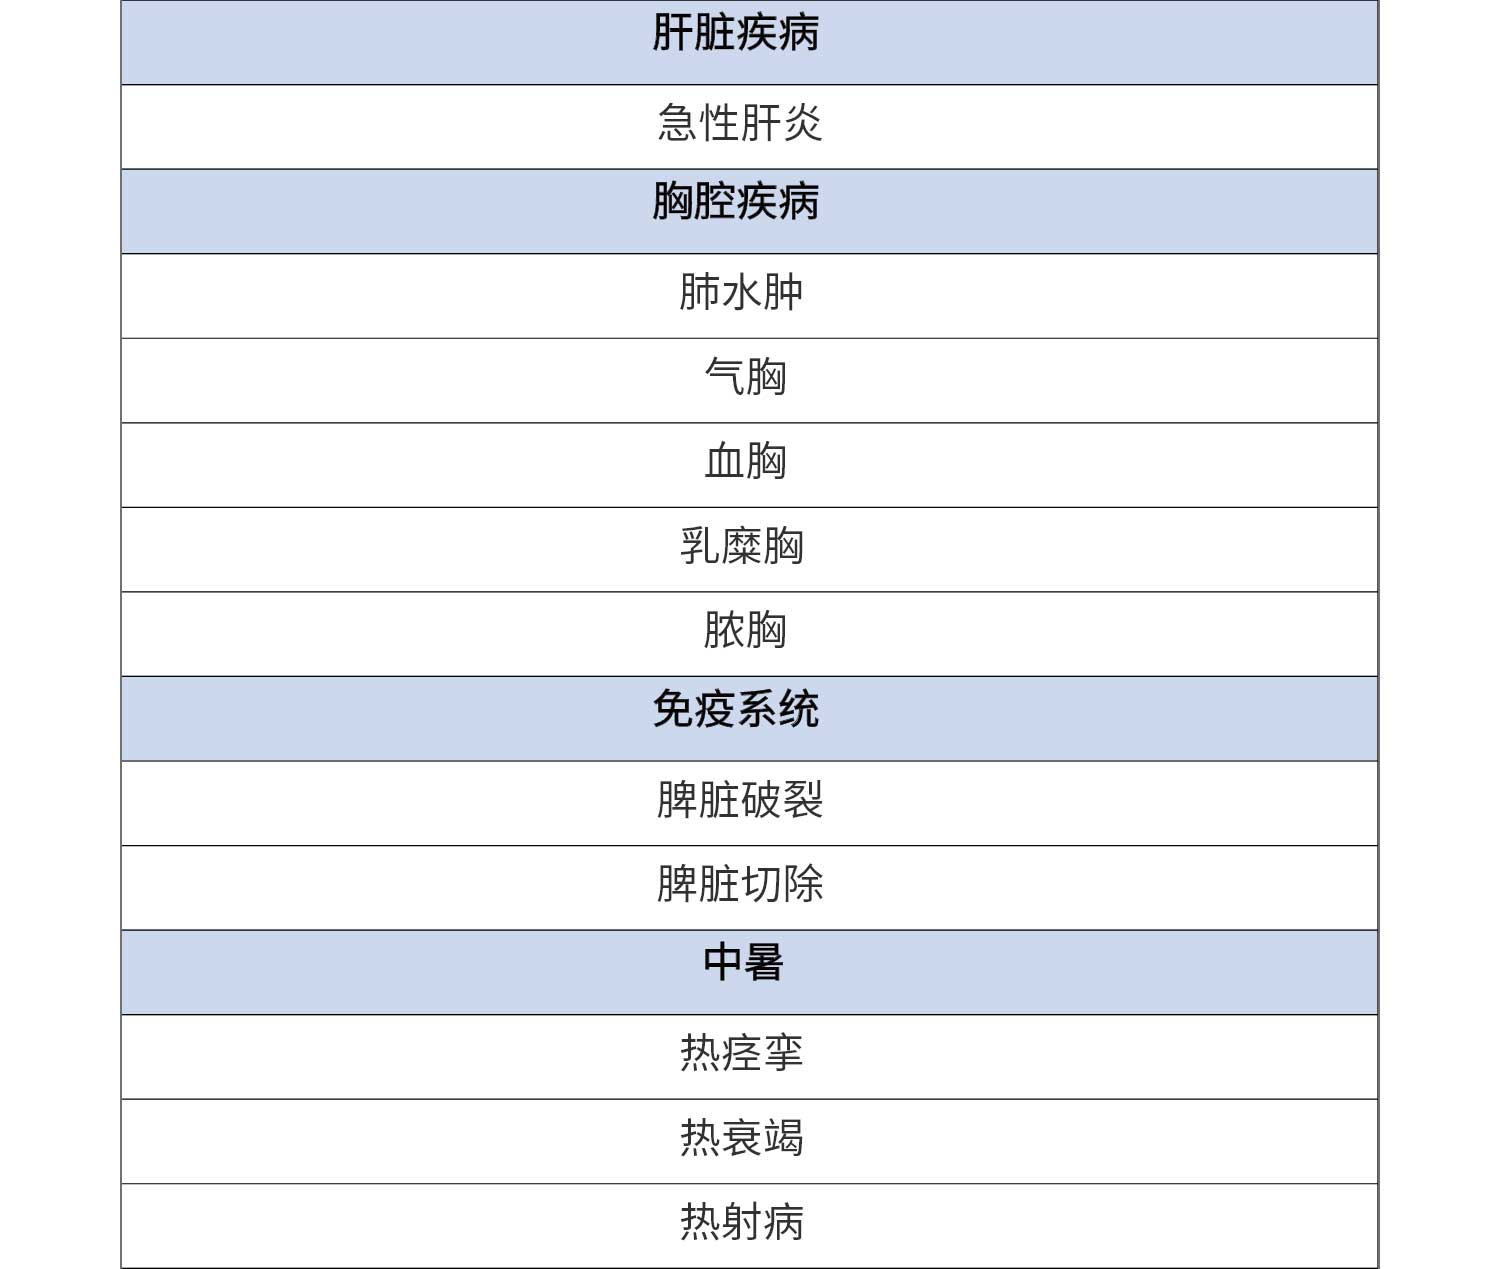 肝脏疾病
急性肝炎
胸腔疾病
肺水肿
气胸
血胸
乳糜胸
脓胸
免疫系统
脾脏破裂
脾脏切除
中暑
热痉挛
热衰竭
热射病